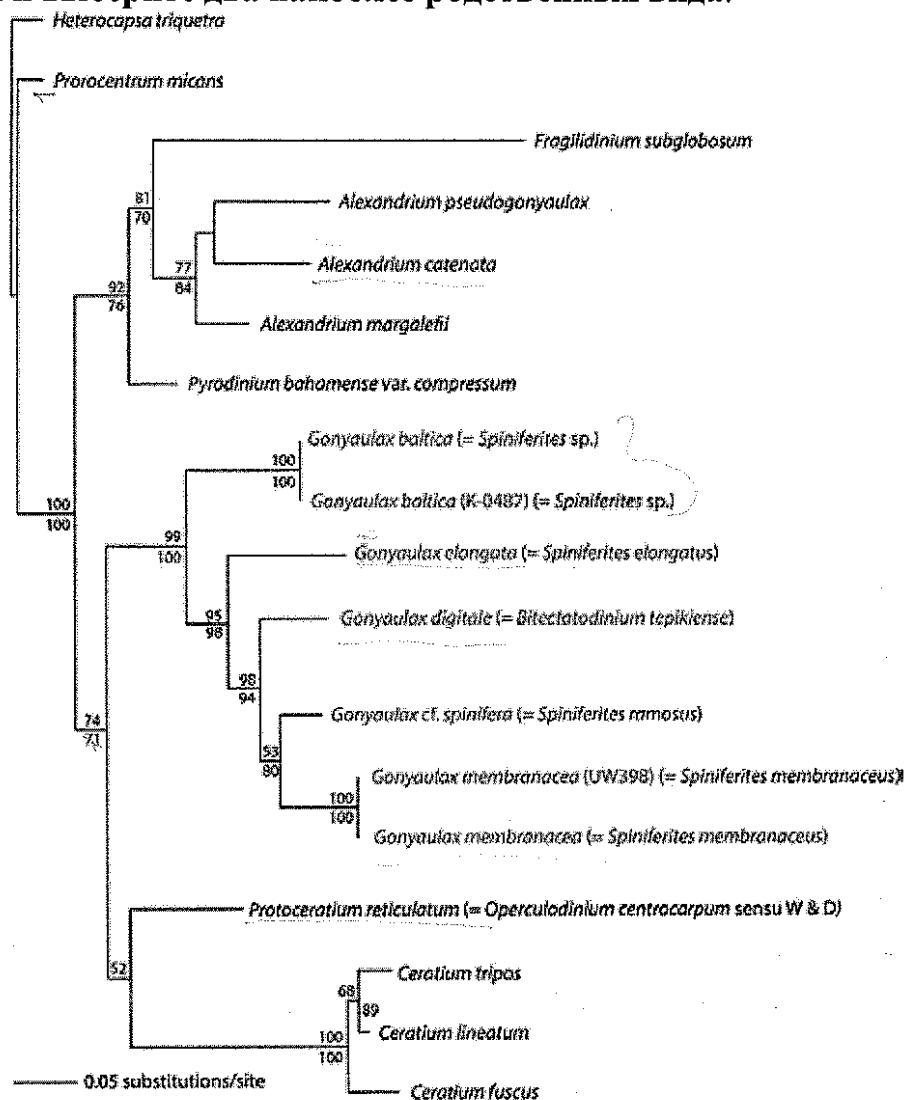 два наиболее родственных вида.
Heterocapsa triquetra
Prorocentrum micans
Fragilidinium subglobosum
81
Alexandrium pseudogonyaulax
70
Alexandrium catenata
77
84
92
76
Alexandrium margalefii
Pyrodinium bahamense var. compressum
Gonyaulax baltica (= Spiniferites sp.)
100
100
Gonyaulax baltica (K-0487) (= Spiniferites sp.)
100
100
99
100
Gonyaulax elongata (= Spiniferites elongatus)
95
98
Gonyaulax digitale (= Bitectatodinium tepikiense)
98
94
Gonyaulax cf. spinifera (= Spiniferites ramosus)
74
71
53
80
Gonyaulax membranacea (UW398) (= Spiniferites membranaceus)
100
100
Gonyaulax membranacea (= Spiniferites membranaceus)
Protoceratium reticulatum (= Operculodinium centrocarpum sensu W & D)
52
Ceratium tripos
68
89
Ceratium lineatum
100
100
0.05 substitutions/site
Ceratium fuscus